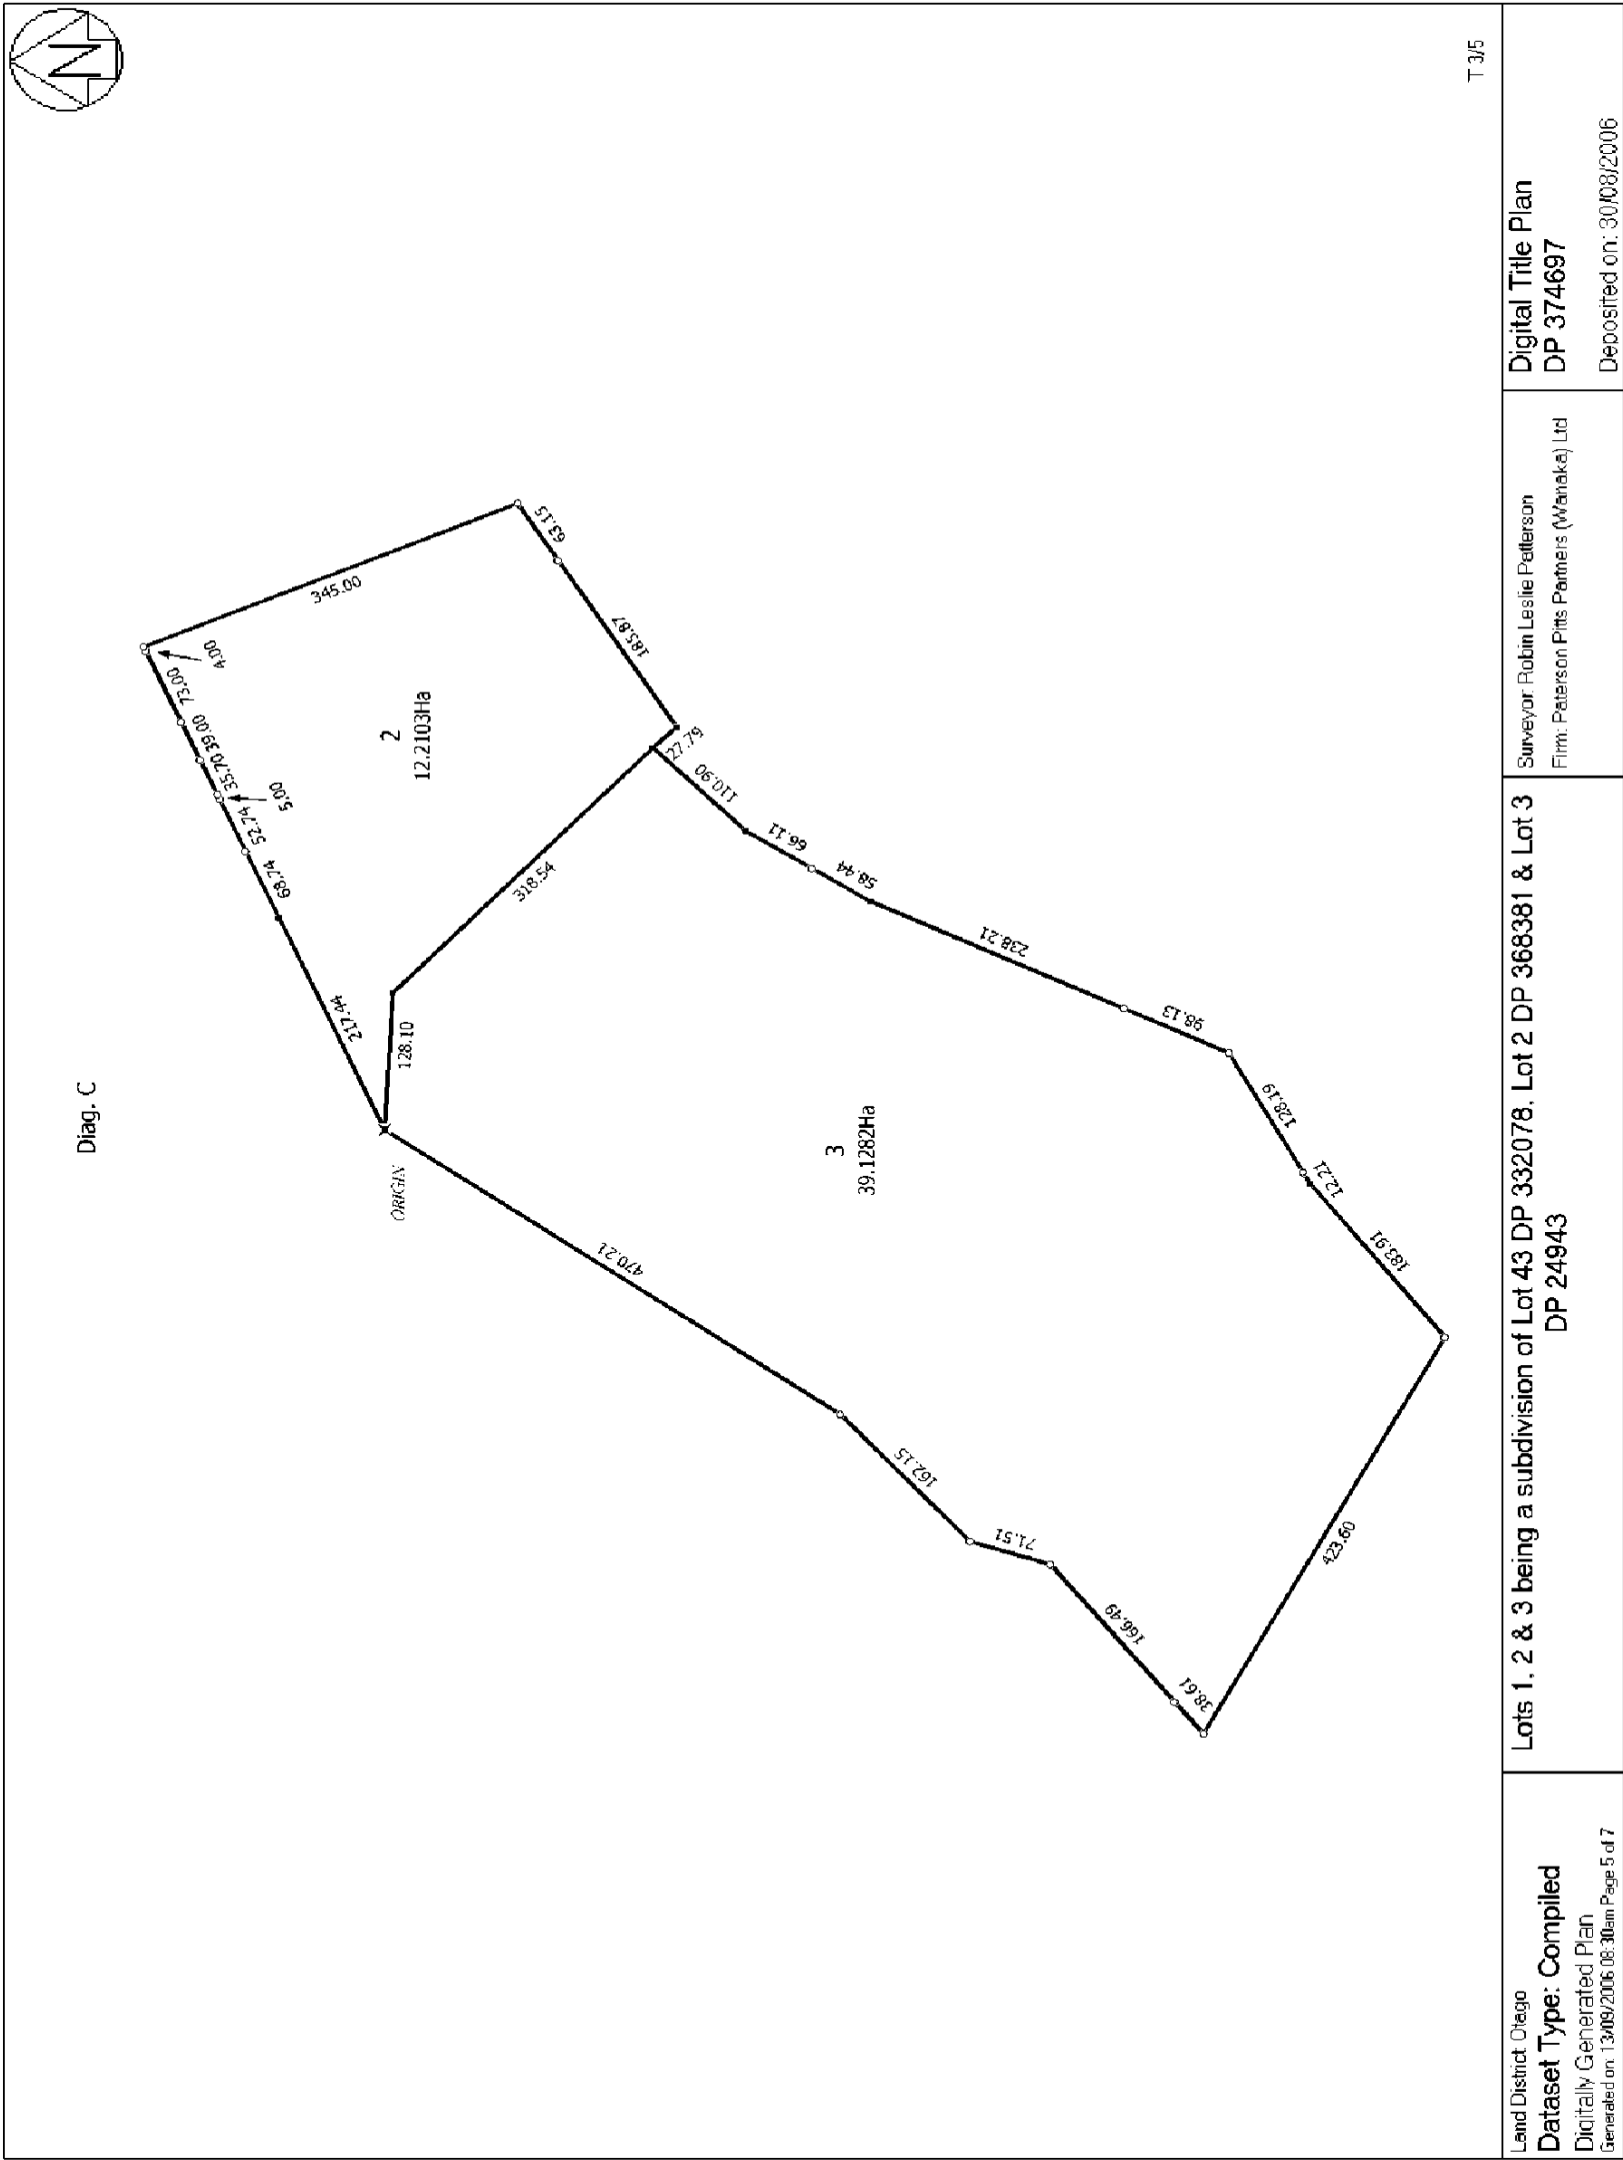 Diag. C
N
ORIGIN
217.44
68.74
52.74
5.00
35.70
39.00
73.00
4.00
345.00
63.15
185.87
27.79
318.54
128.10
2
12.2103Ha
110.90
66.11
58.44
238.21
98.13
128.19
12.21
183.91
423.60
38.61
166.49
71.51
162.15
470.21
3
39.1282Ha
T 3/5
Land District: Otago
Dataset Type: Compiled
Digitally Generated Plan
Generated on: 13/09/2006 08:30am Page 5 of 7
Lots 1, 2 & 3 being a subdivision of Lot 43 DP 332078, Lot 2 DP 368381 & Lot 3
DP 24943
Surveyor: Robin Leslie Patterson
Firm: Paterson Pitts Partners (Wanaka) Ltd
Digital Title Plan
DP 374697
Deposited on: 30/08/2006